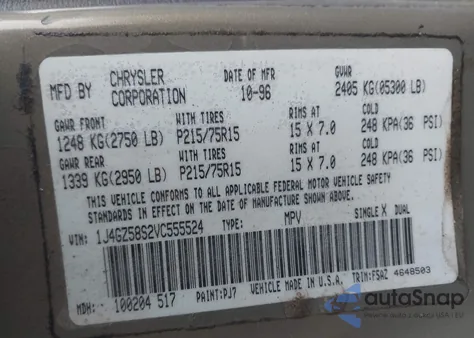 MFD BY CHRYSLER CORPORATION DATE OF MFR 10-96 GVWR 2405 KG(05300 LB)
GAWR FRONT WITH TIRES RIMS AT COLD
1248 KG(2750 LB) P215/75R15 15 X 7.0 248 KPA(36 PSI)
GAWR REAR WITH TIRES RIMS AT COLD
1339 KG(2950 LB) P215/75R15 15 X 7.0 248 KPA(36 PSI)
THIS VEHICLE CONFORMS TO ALL APPLICABLE FEDERAL MOTOR VEHICLE SAFETY
STANDARDS IN EFFECT ON THE DATE OF MANUFACTURE SHOWN ABOVE.
VIN: 1J4GZ58S2VC555524 TYPE: MPV SINGLE X DUAL
MDH: 100204 517 PAINT:PJ7 VEHICLE MADE IN U.S.A. TRIM:F5AZ 4648503
autoSnap